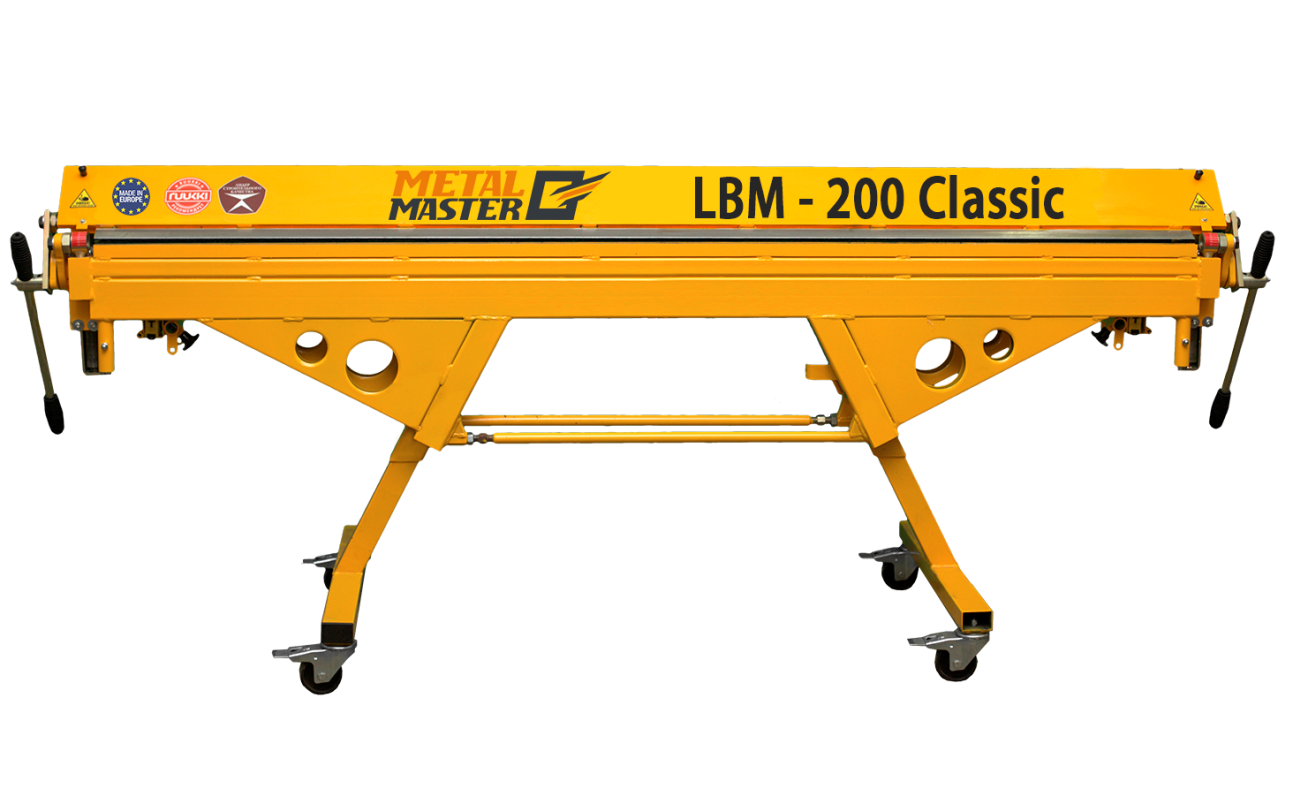 MADE IN
EUROPE
RUUKKI
METAL
MASTER
LBM - 200 Classic